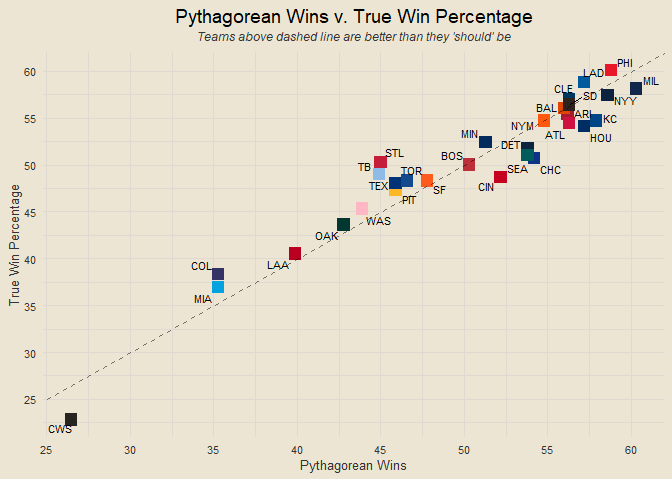 Pythagorean Wins v. True Win Percentage
Teams above dashed line are better than they 'should' be
True Win Percentage
60
55
50
45
40
35
30
25
PHI
LAD
MIL
CLE
SD
NYY
BAL
ARI
KC
NYM
ATL
HOU
MIN
DET
STL
BOS
SEA
CHC
TB
TOR
TEX
CIN
SF
PIT
WAS
OAK
LAA
COL
MIA
CWS
25
30
35
40
45
50
55
60
Pythagorean Wins